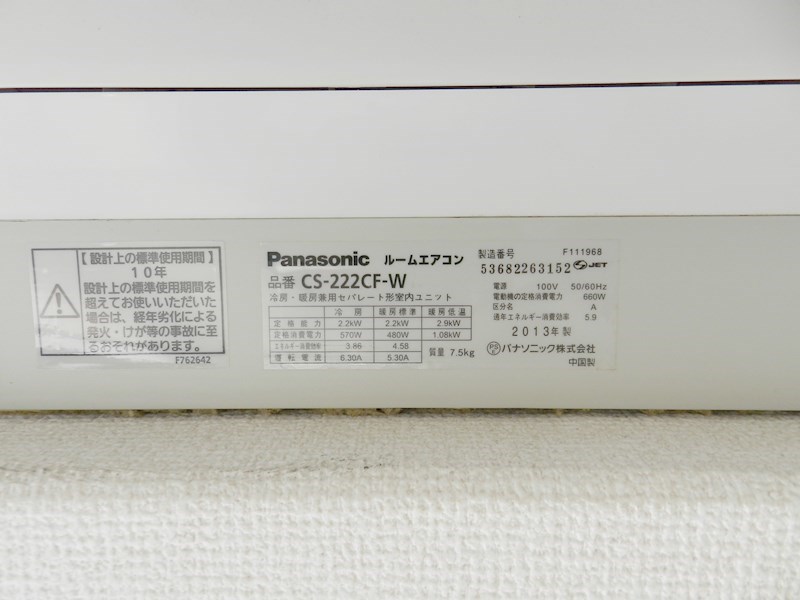 【設計上の標準使用期間】
10年
設計上の標準使用期間を
超えてお使いいただいた
場合は、経年劣化による
発火・けが等の事故に至
るおそれがあります。
F762642
Panasonic ルームエアコン
品番 CS-222CF-W
冷房・暖房兼用セパレート形室内ユニット
冷房 暖房標準 暖房低温
定格能力 2.2kW 2.2kW 2.9kW
定格消費電力 570W 480W 1.08kW
エネルギー消費効率 3.86 4.58
運転電流 6.30A 5.30A
質量 7.5kg
製造番号 F111968
53682263152 JET
電源 100V 50/60Hz
電動機の定格消費電力 660W
区分名 A
通年エネルギー消費効率 5.9
2013年製
PS E パナソニック株式会社
中国製